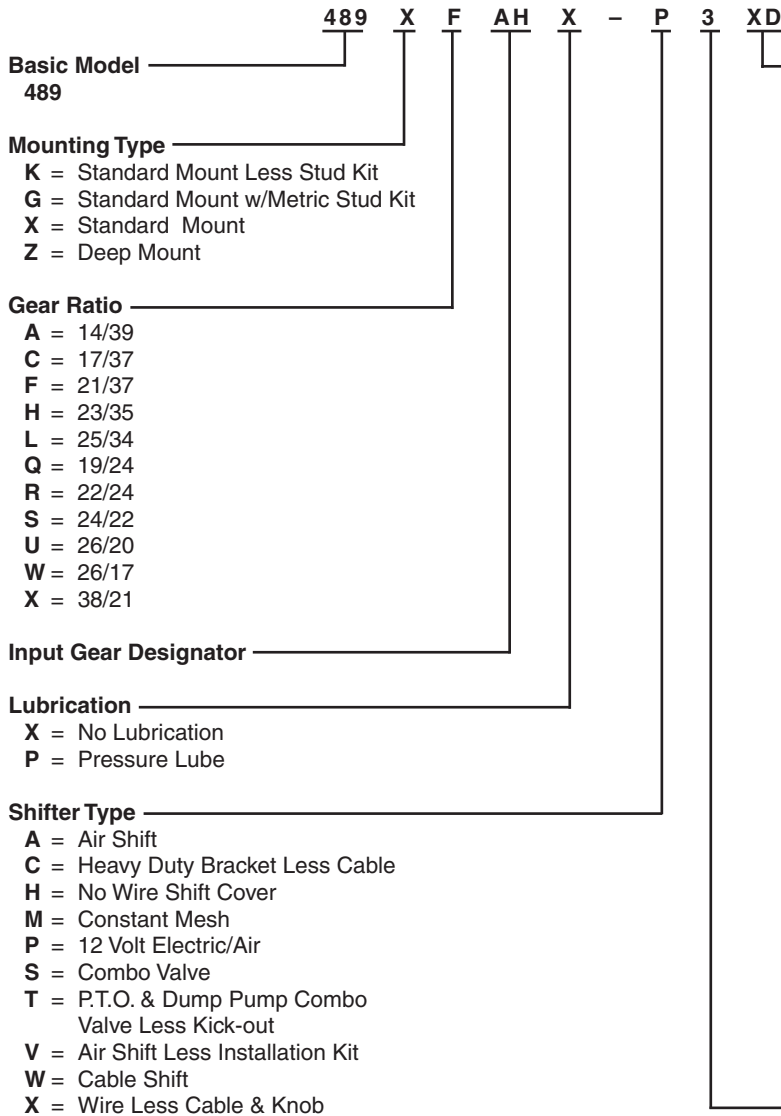 489 X F AH X – P 3 XD
Basic Model
489
Mounting Type
K = Standard Mount Less Stud Kit
G = Standard Mount w/Metric Stud Kit
X = Standard Mount
Z = Deep Mount
Gear Ratio
A = 14/39
C = 17/37
F = 21/37
H = 23/35
L = 25/34
Q = 19/24
R = 22/24
S = 24/22
U = 26/20
W = 26/17
X = 38/21
Input Gear Designator
Lubrication
X = No Lubrication
P = Pressure Lube
Shifter Type
A = Air Shift
C = Heavy Duty Bracket Less Cable
H = No Wire Shift Cover
M = Constant Mesh
P = 12 Volt Electric/Air
S = Combo Valve
T = P.T.O. & Dump Pump Combo
Valve Less Kick-out
V = Air Shift Less Installation Kit
W = Cable Shift
X = Wire Less Cable & Knob